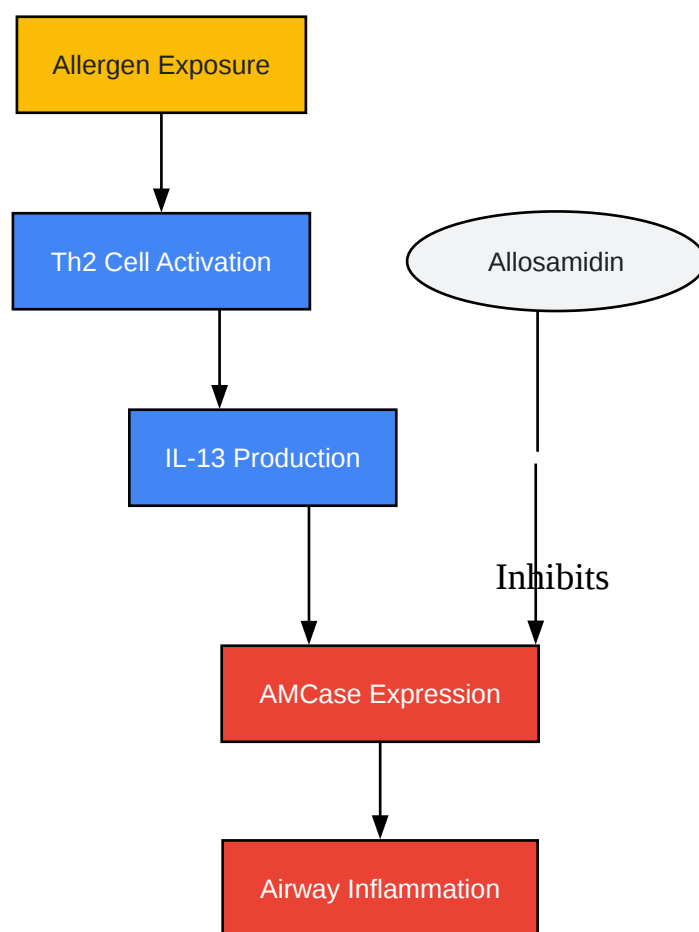 Allergen Exposure
Th2 Cell Activation
Allosamidin
IL-13 Production
Inhibits
AMCase Expression
Airway Inflammation